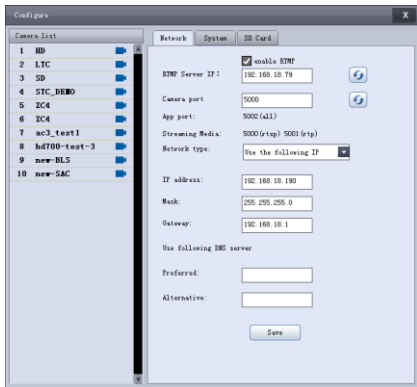 Configure
X
Camera list
1 HD
2 LTC
3 SD
4 STC_DEMO
5 ZC4
6 ZC4
7 ac3_test1
8 hd700-test-3
9 new-BLS
10 new-SAC
Network System SD Card
enable RTMP
RTMP Server IP: 192.168.18.79
Camera port 5000
App port: 5002(all)
Streaming Media: 5000(rtsp) 5001(rtp)
Network type: Use the following IP
IP address: 192.168.18.190
Mask: 255.255.255.0
Gateway: 192.168.18.1
Use following DNS server
Preferred:
Alternative:
Save